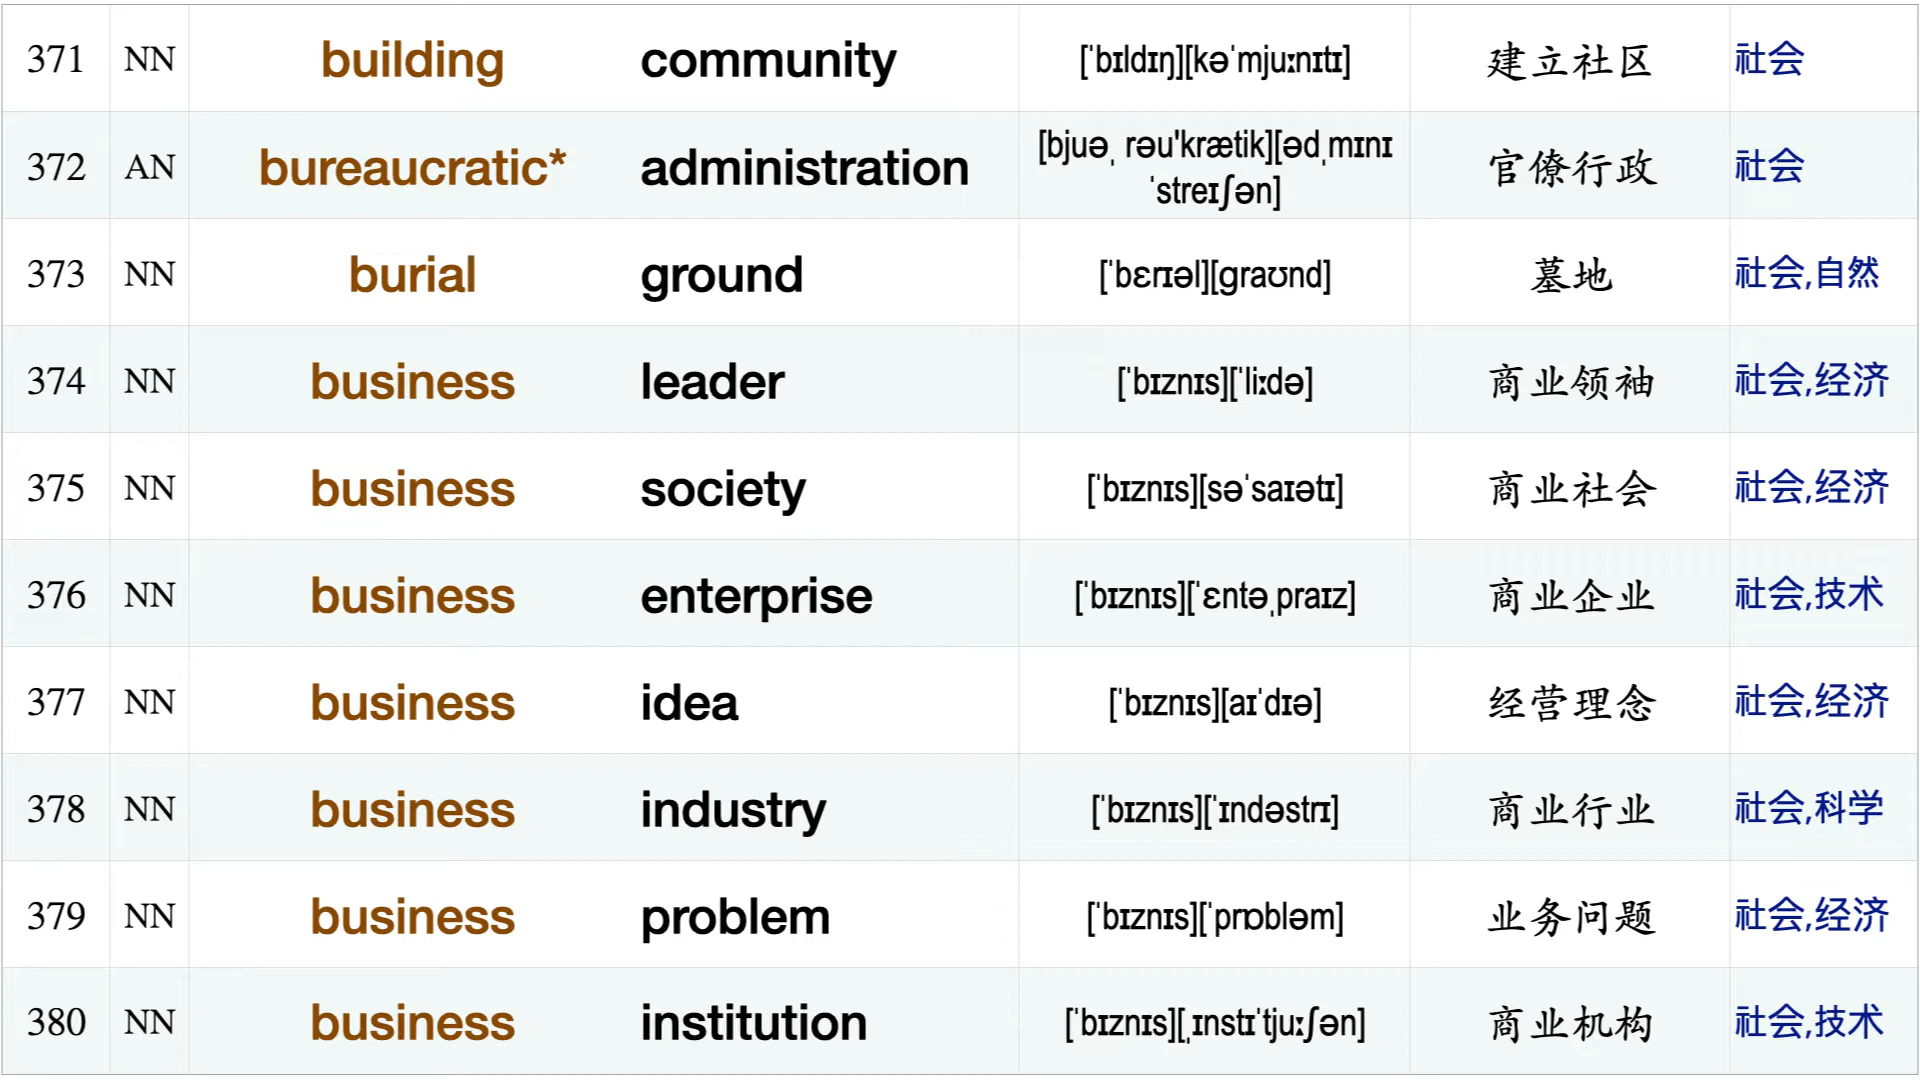 371 NN building community [ˈbɪldɪŋ][kəˈmjuːnɪtɪ] 建立社区 社会
372 AN bureaucratic* administration [bjuəˌ rəu'krætik][ədˌmɪnɪ
ˈstreɪʃən] 官僚行政 社会
373 NN burial ground [ˈbɛrɪəl][graʊnd] 墓地 社会,自然
374 NN business leader [ˈbɪznɪs][ˈliːdə] 商业领袖 社会,经济
375 NN business society [ˈbɪznɪs][səˈsaɪətɪ] 商业社会 社会,经济
376 NN business enterprise [ˈbɪznɪs][ˈɛntəˌpraɪz] 商业企业 社会,技术
377 NN business idea [ˈbɪznɪs][aɪˈdɪə] 经营理念 社会,经济
378 NN business industry [ˈbɪznɪs][ˈɪndəstrɪ] 商业行业 社会,科学
379 NN business problem [ˈbɪznɪs][ˈprɒbləm] 业务问题 社会,经济
380 NN business institution [ˈbɪznɪs][ˌɪnstɪˈtjuːʃən] 商业机构 社会,技术